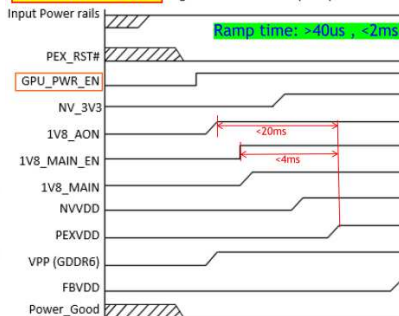 Input Power rails
Ramp time: >40us , <2ms
PEX_RST#
GPU_PWR_EN
NV_3V3
1V8_AON
<20ms
1V8_MAIN_EN
<4ms
1V8_MAIN
NVVDD
PEXVDD
VPP (GDDR6)
FBVDD
Power_Good